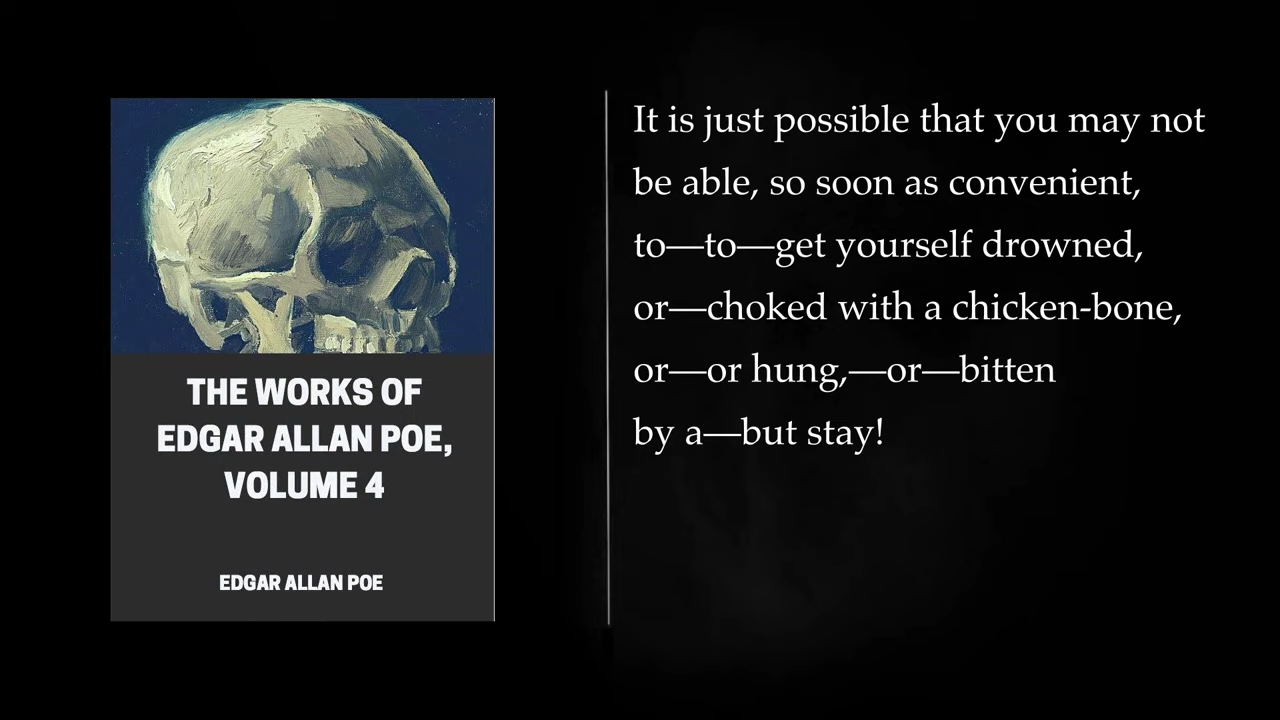 THE WORKS OF
EDGAR ALLAN POE,
VOLUME 4
EDGAR ALLAN POE
It is just possible that you may not
be able, so soon as convenient,
to—to—get yourself drowned,
or—choked with a chicken-bone,
or—or hung,—or—bitten
by a—but stay!